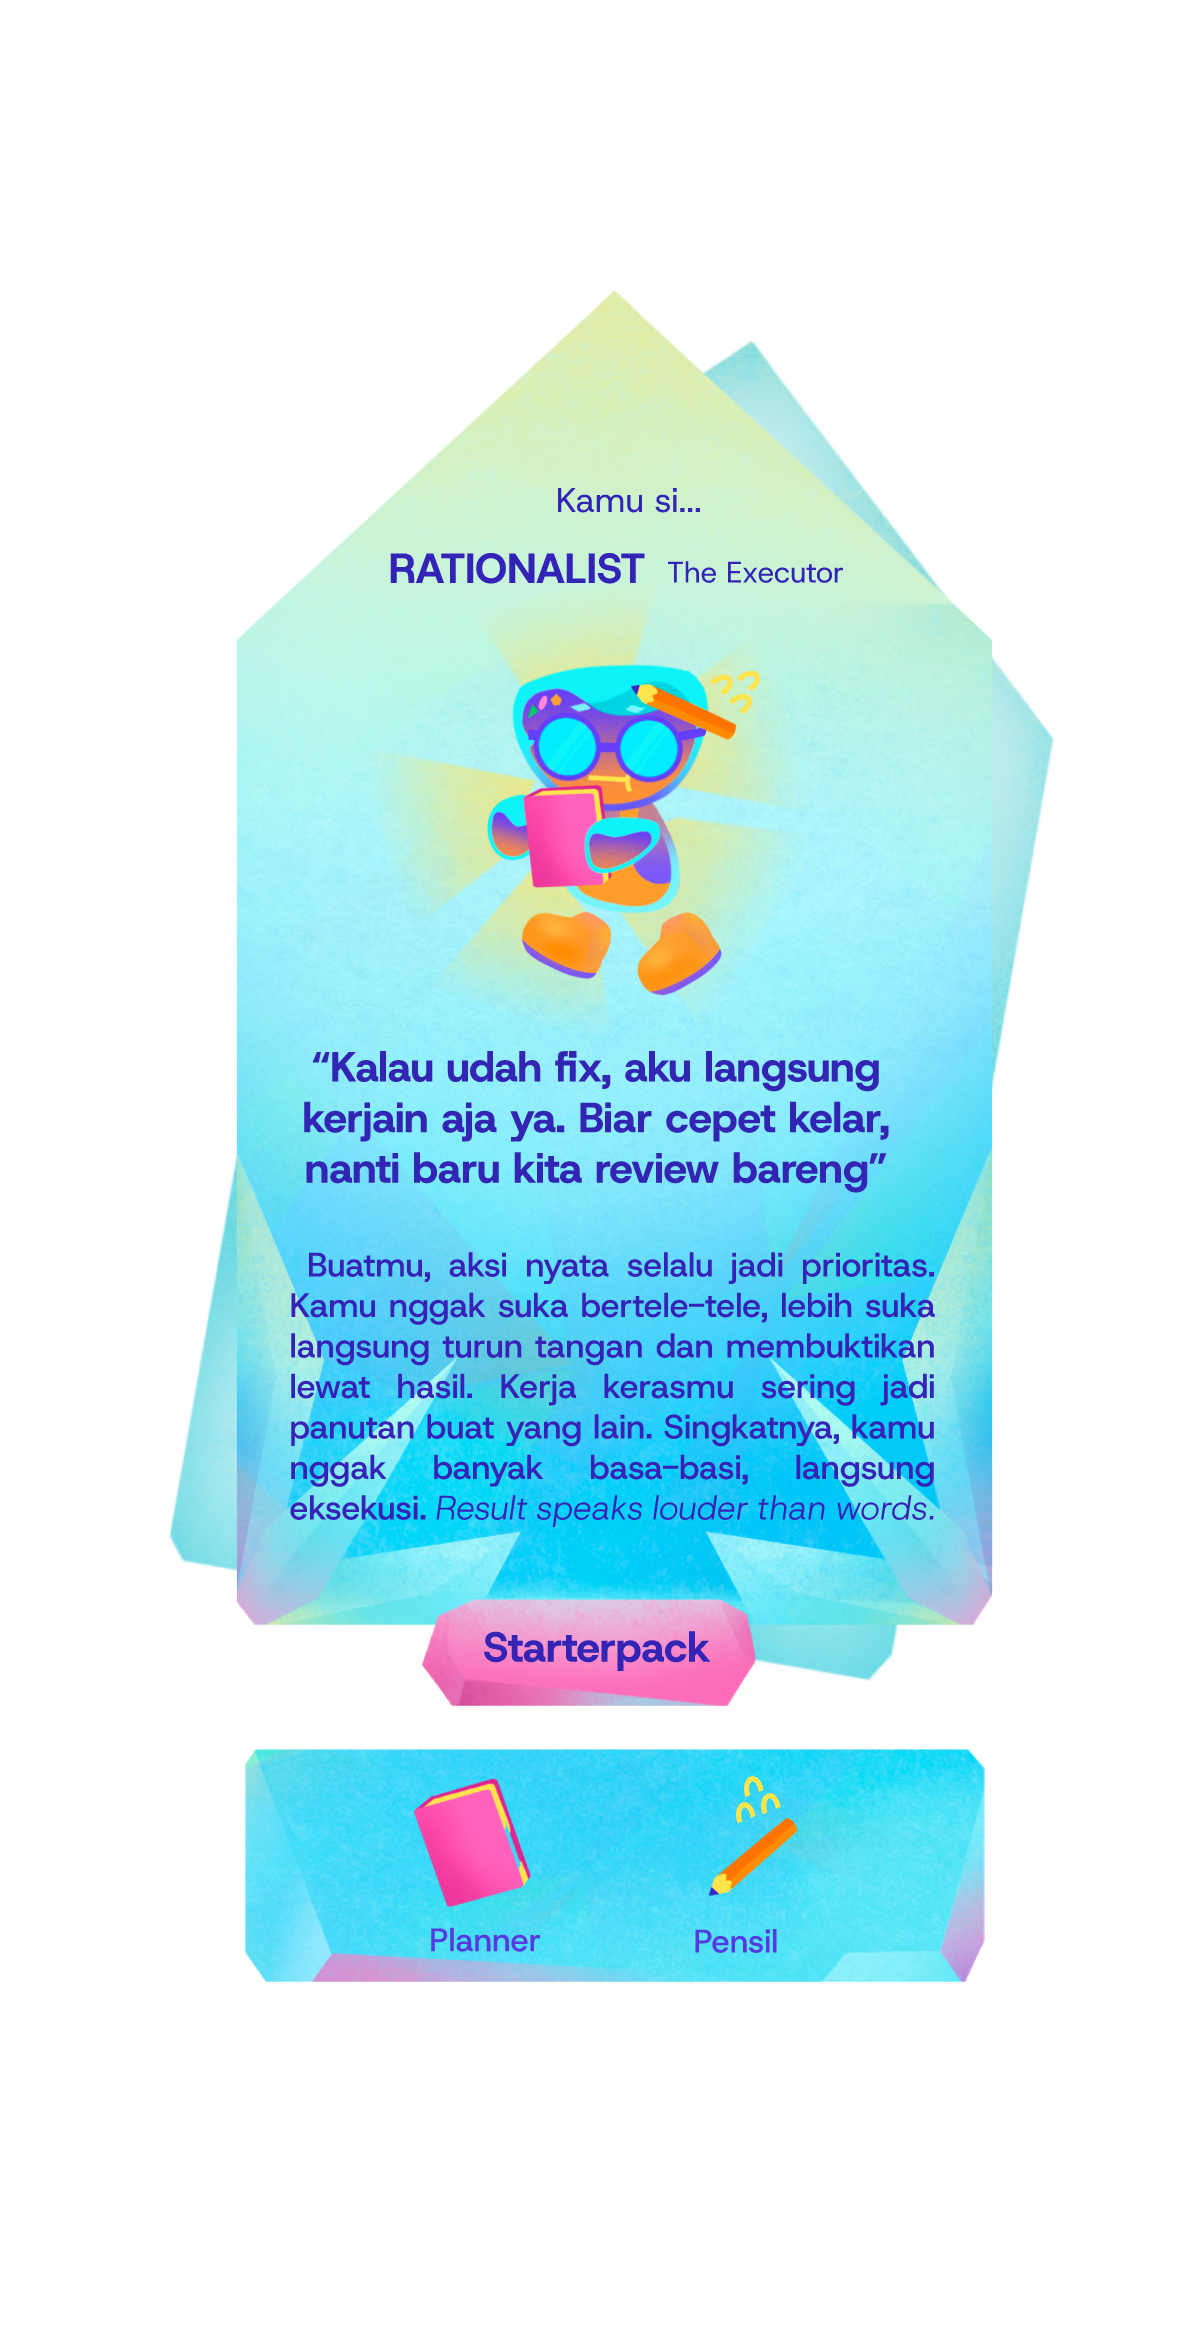 Kamu si...
RATIONALIST The Executor
“Kalau udah fix, aku langsung
kerjain aja ya. Biar cepet kelar,
nanti baru kita review bareng”
Buatmu, aksi nyata selalu jadi prioritas.
Kamu nggak suka bertele-tele, lebih suka
langsung turun tangan dan membuktikan
lewat hasil. Kerja kerasmu sering jadi
panutan buat yang lain. Singkatnya, kamu
nggak banyak basa-basi, langsung
eksekusi. Result speaks louder than words.
Starterpack
Planner
Pensil